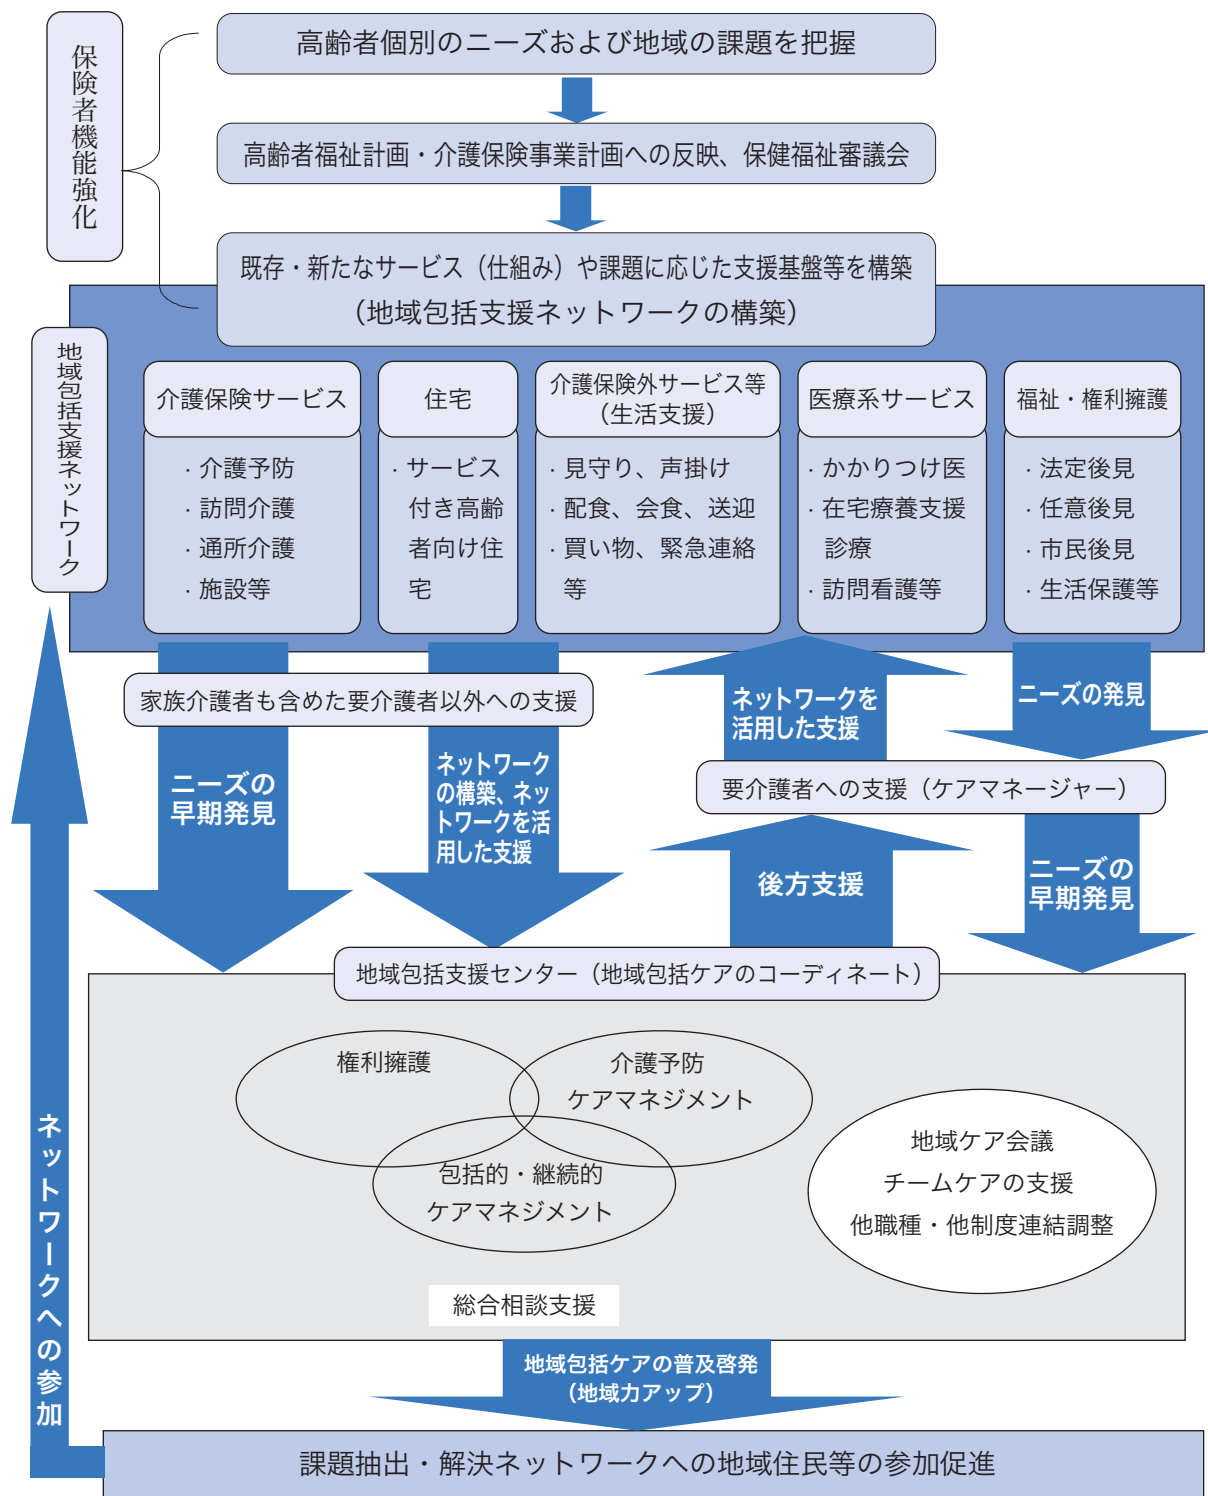 保険者機能強化
高齢者個別のニーズおよび地域の課題を把握
高齢者福祉計画・介護保険事業計画への反映、保健福祉審議会
既存・新たなサービス（仕組み）や課題に応じた支援基盤等を構築
（地域包括支援ネットワークの構築）
地域包括支援ネットワーク
介護保険サービス
・介護予防
・訪問介護
・通所介護
・施設等
住宅
・サービス
付き高齢
者向け住
宅
介護保険外サービス等
（生活支援）
・見守り、声掛け
・配食、会食、送迎
・買い物、緊急連絡
等
医療系サービス
・かかりつけ医
・在宅療養支援
診療
・訪問看護等
福祉・権利擁護
・法定後見
・任意後見
・市民後見
・生活保護等
家族介護者も含めた要介護者以外への支援
ニーズの
早期発見
ネットワーク
の構築、ネッ
トワークを活
用した支援
ネットワークを
活用した支援
ニーズの発見
要介護者への支援（ケアマネージャー）
後方支援
ニーズの
早期発見
地域包括支援センター（地域包括ケアのコーディネート）
権利擁護
介護予防
ケアマネジメント
包括的・継続的
ケアマネジメント
地域ケア会議
チームケアの支援
他職種・他制度連結調整
総合相談支援
地域包括ケアの普及啓発
（地域力アップ）
ネットワークへの参加
課題抽出・解決ネットワークへの地域住民等の参加促進